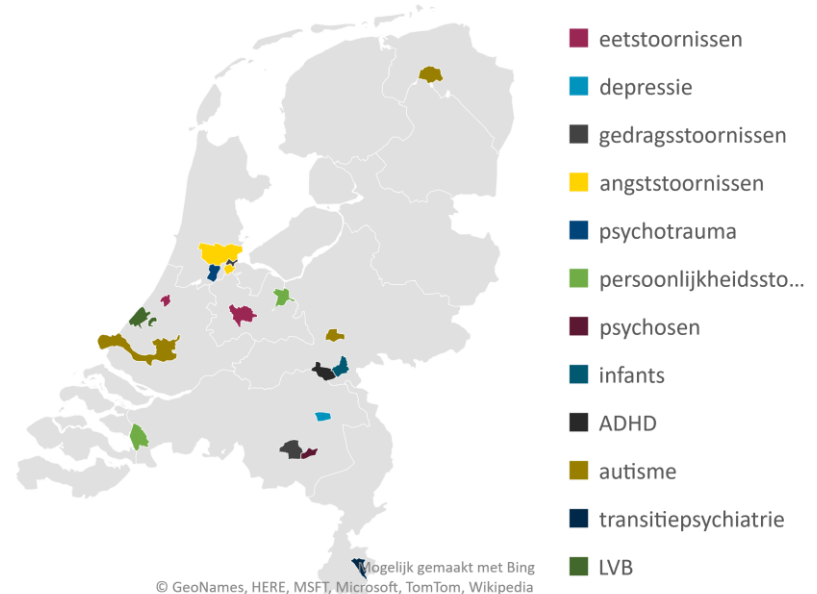 eetstoornissen
depressie
gedragsstoornissen
angststoornissen
psychotrauma
persoonlijkheidssto...
psychosen
infants
ADHD
autisme
transitiepsychiatrie
LVB
Mogelijk gemaakt met Bing
© GeoNames, HERE, MSFT, Microsoft, TomTom, Wikipedia